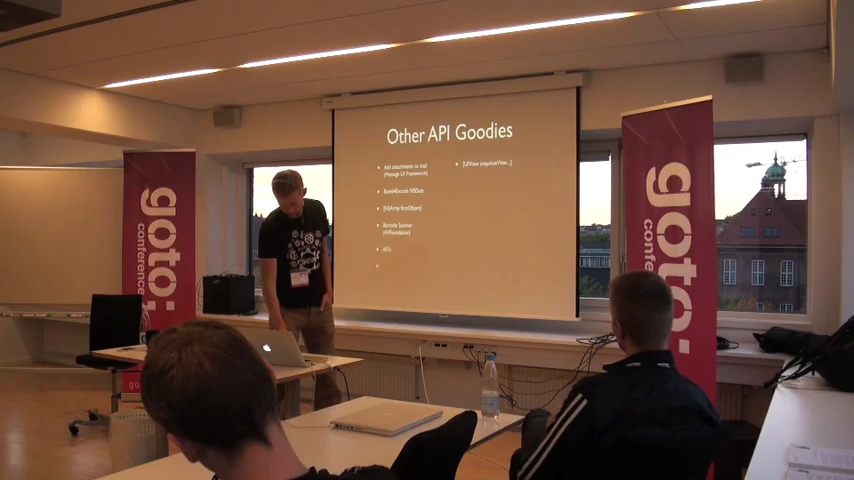 Other API Goodies
Add attachments to mail
(Message UI Framework)
Base64Encode NSData
[NSArray firstObject]
Barcode Scanner
(AVFoundation)
[UIView snapshotView...]
goto;
conference
goto;
conference